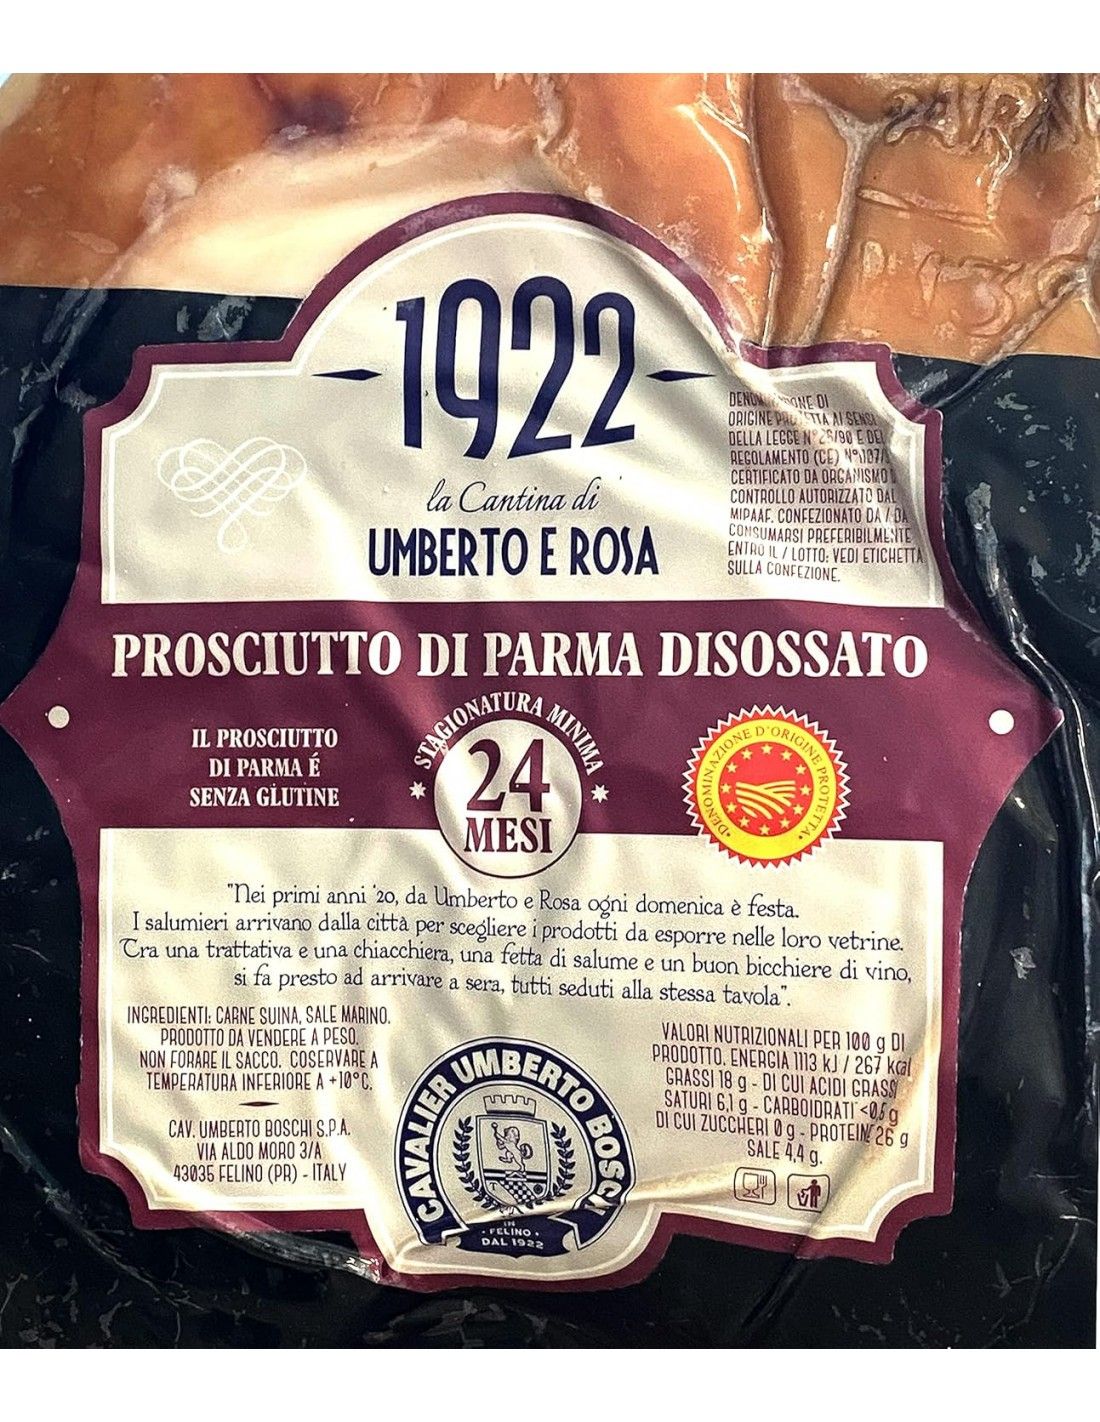 1922
la Cantina di
UMBERTO E ROSA
DI
ORIGINE AI SENSI
DELLA LEGGE E DEL
REGOLAMENTO (CE)
CERTIFICATO DA ORGANISMO
CONTROLLO AUTORIZZATO DAL
MIPAAF. CONFEZIONATO DA / DA
CONSUMARSI PREFERIBILMENTE
ENTRO IL / LOTTO: VEDI ETICHETTA
SULLA CONFEZIONE.
PROSCIUTTO DI PARMA DISOSSATO
IL PROSCIUTTO
DI PARMA É
SENZA GLUTINE
STAGIONATURA MINIMA
24
MESI
DENOMINAZIONE D'ORIGINE PROTETTA
"Nei primi anni '20, da Umberto e Rosa ogni domenica è festa.
I salumieri arrivano dalla città per scegliere i prodotti da esporre nelle loro vetrine.
Tra una trattativa e una chiacchiera, una fetta di salume e un buon bicchiere di vino,
si fa presto ad arrivare a sera, tutti seduti alla stessa tavola".
INGREDIENTI: CARNE SUINA, SALE MARINO.
PRODOTTO DA VENDERE A PESO.
NON FORARE IL SACCO. COSERVARE A
TEMPERATURA INFERIORE A +10°C.
CAV. UMBERTO BOSCHI S.P.A.
VIA ALDO MORO 3/A
43035 FELINO (PR) - ITALY
CAVALIER UMBERTO BOSCHI
IN
• FELINO •
DAL 1922
VALORI NUTRIZIONALI PER 100 g DI
PRODOTTO. ENERGIA 1113 kJ / 267 kcal
GRASSI 18 g - DI CUI ACIDI GRASSI
SATURI 6,1 g - CARBOIDRATI <0,5 g
DI CUI ZUCCHERI 0 g - PROTEINE 26 g
SALE 4,4 g.